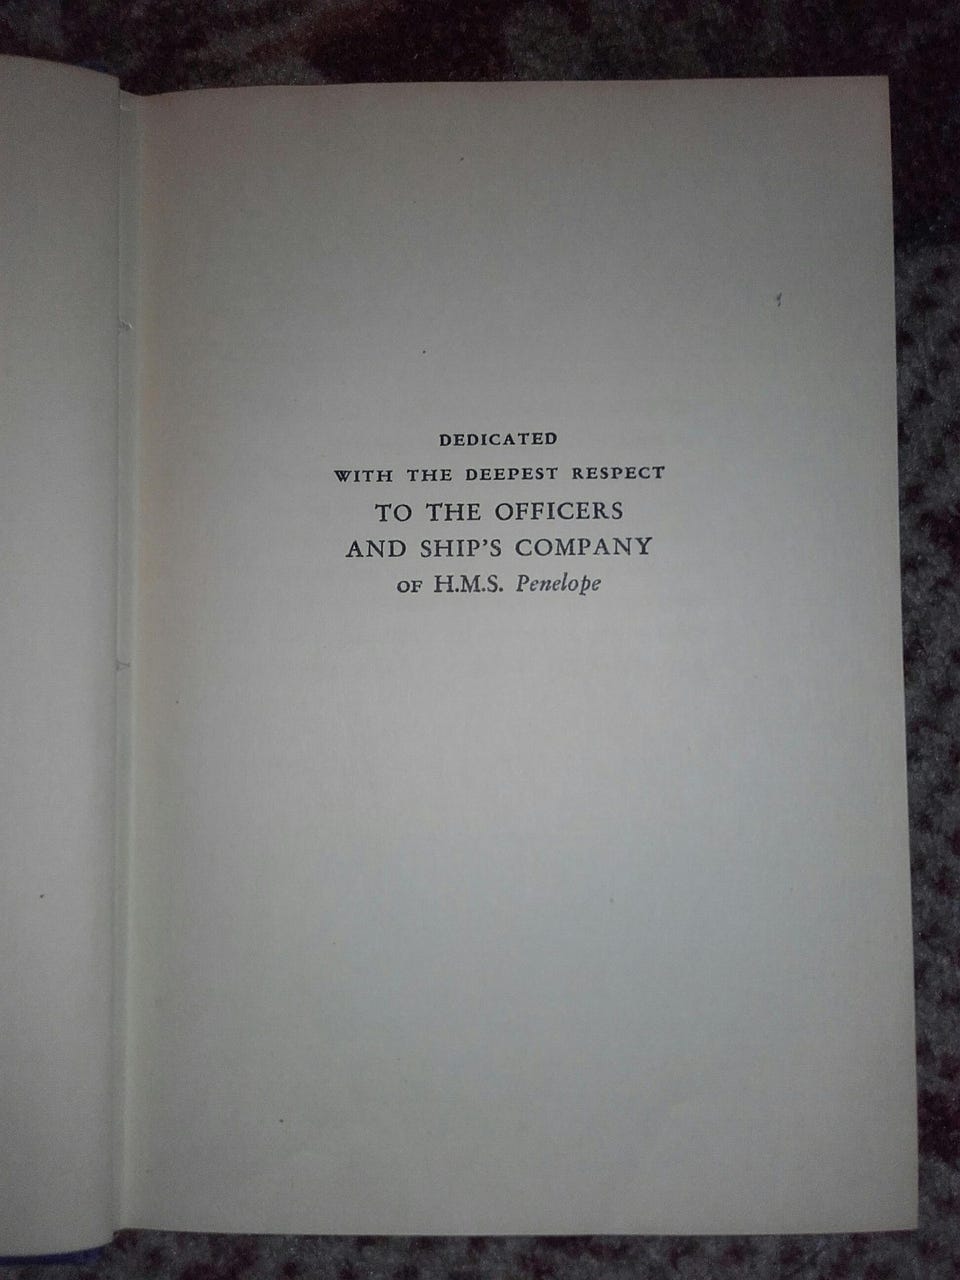 DEDICATED
WITH THE DEEPEST RESPECT
TO THE OFFICERS
AND SHIP'S COMPANY
OF H.M.S. Penelope